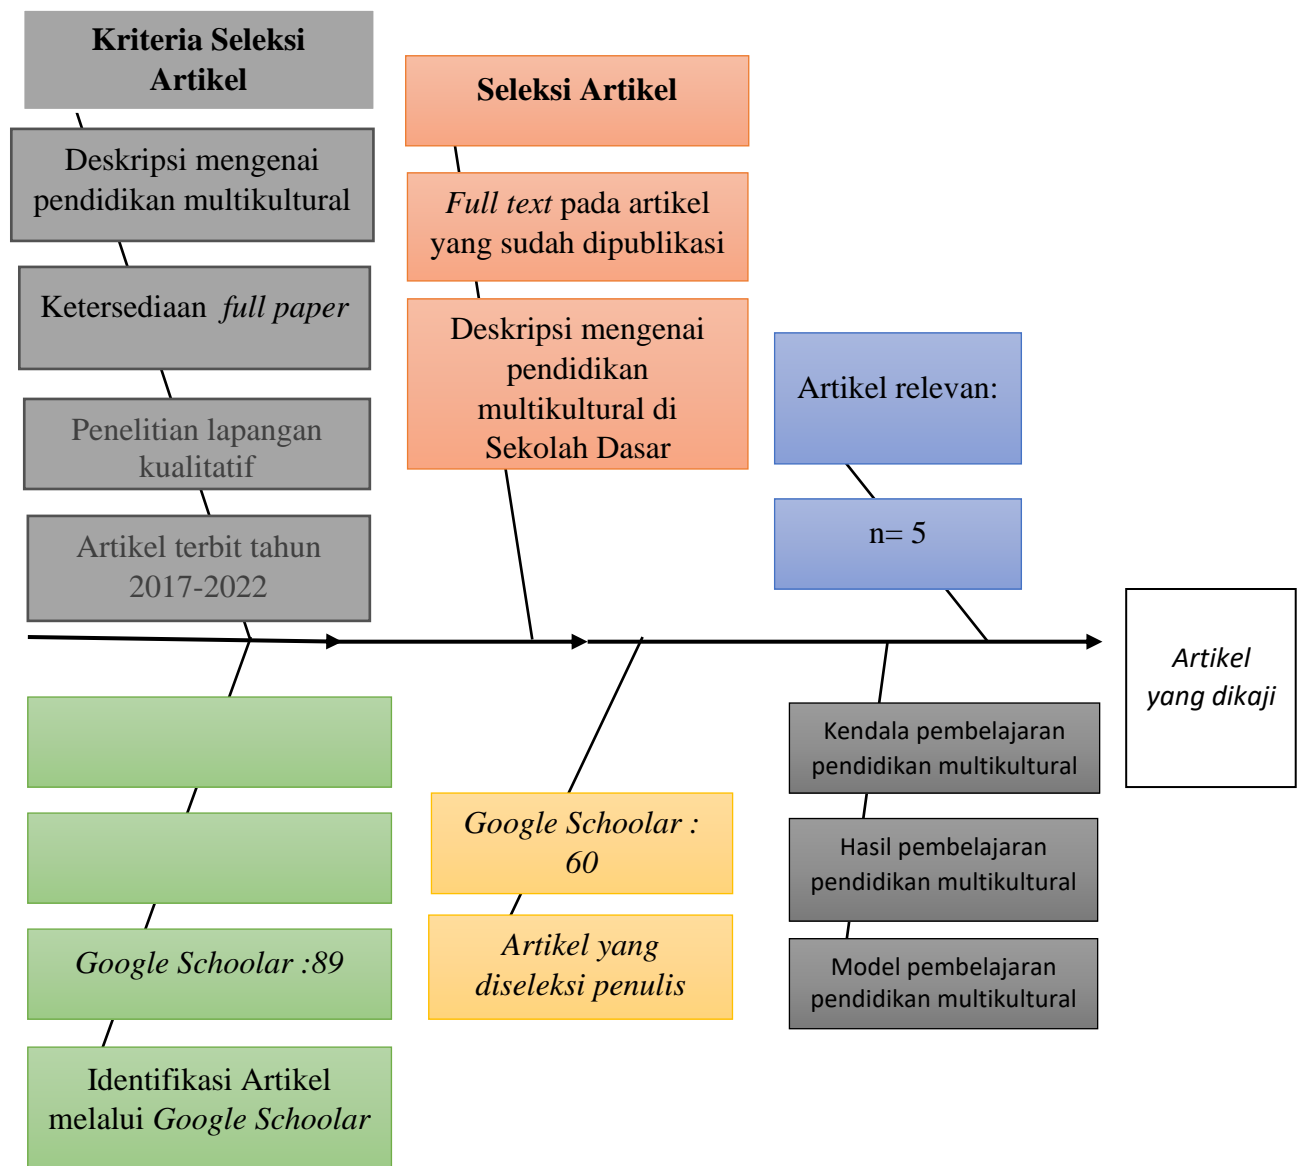 Kriteria Seleksi
Artikel
Deskripsi mengenai
pendidikan multikultural
Ketersediaan full paper
Penelitian lapangan
kualitatif
Artikel terbit tahun
2017-2022
Seleksi Artikel
Full text pada artikel
yang sudah dipublikasi
Deskripsi mengenai
pendidikan
multikultural di
Sekolah Dasar
Artikel relevan:
n= 5
Artikel
yang dikaji
Google Schoolar :89
Identifikasi Artikel
melalui Google Schoolar
Google Schoolar :
60
Artikel yang
diseleksi penulis
Kendala pembelajaran
pendidikan multikultural
Hasil pembelajaran
pendidikan multikultural
Model pembelajaran
pendidikan multikultural